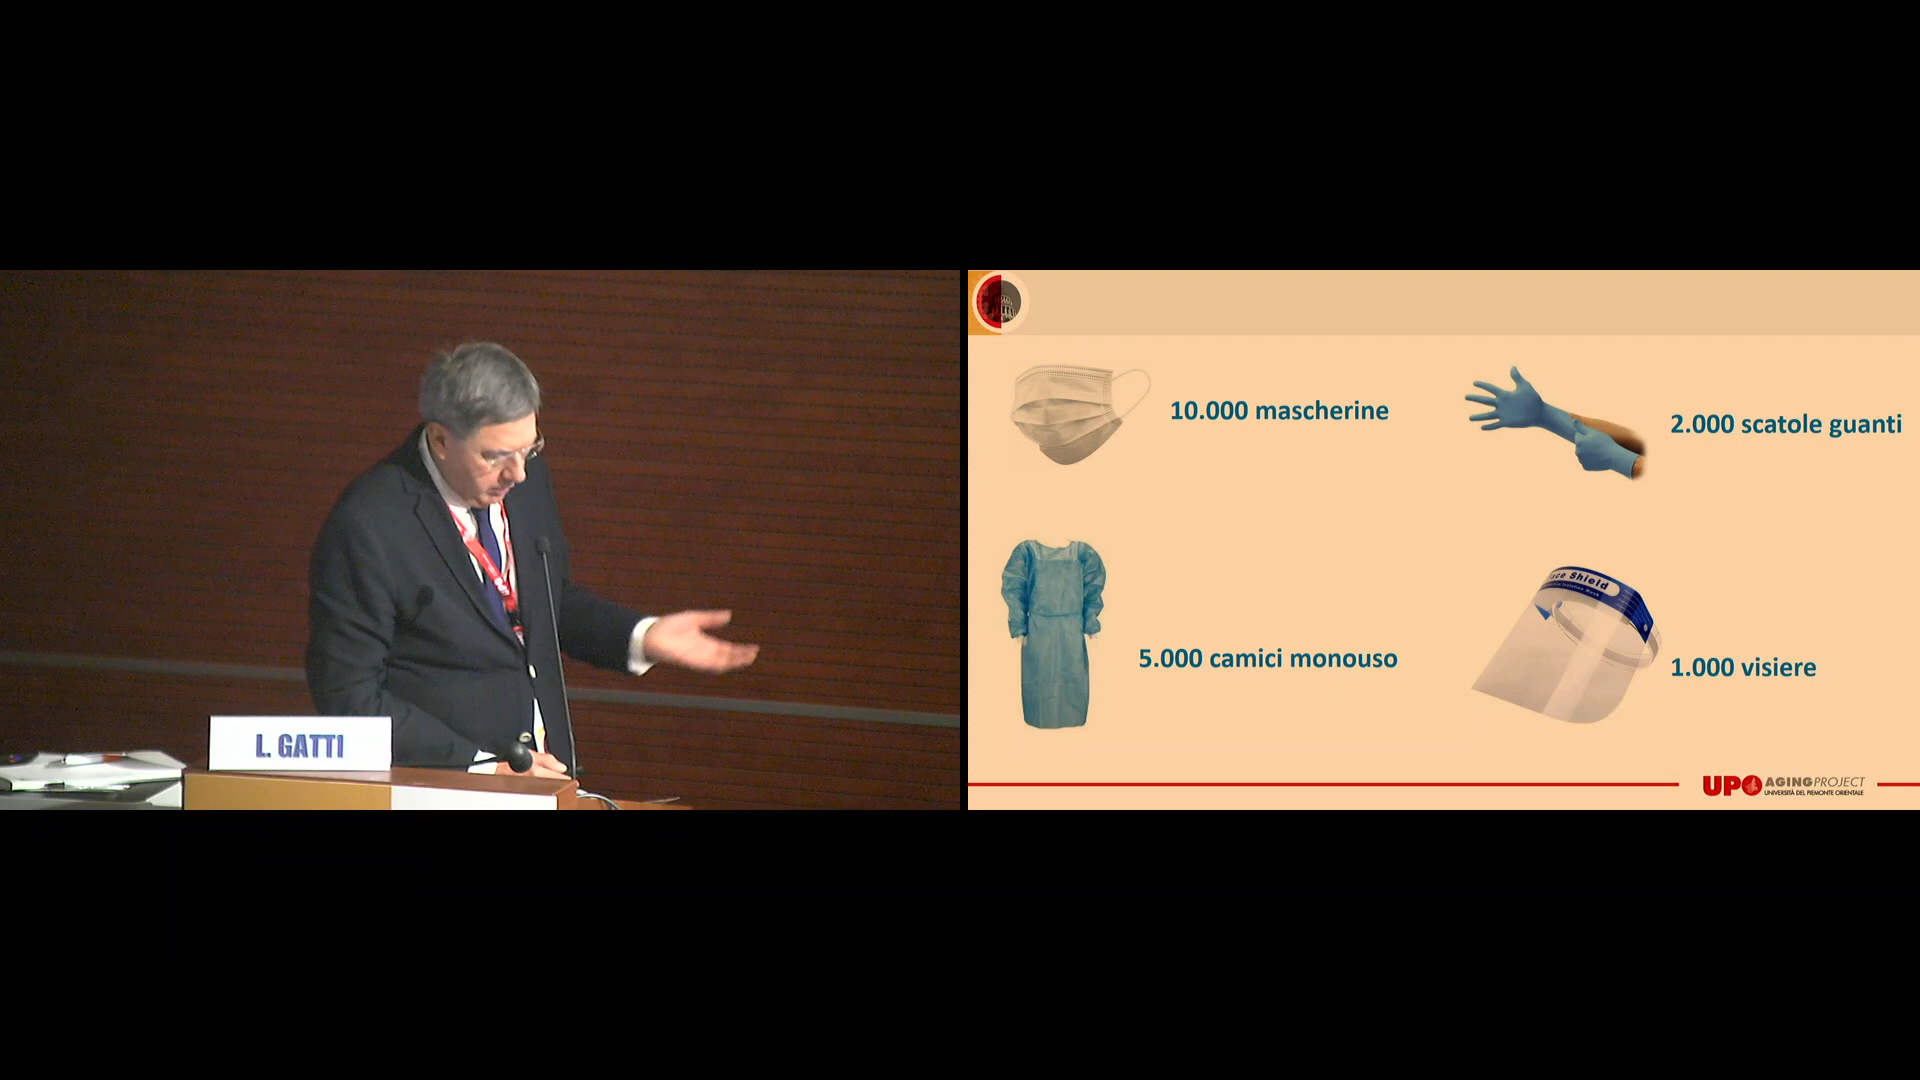 L. GATTI
10.000 mascherine
2.000 scatole guanti
5.000 camici monouso
Face Shield
1.000 visiere
UPO AGINGPROJECT
UNIVERSITÀ DEL PIEMONTE ORIENTALE